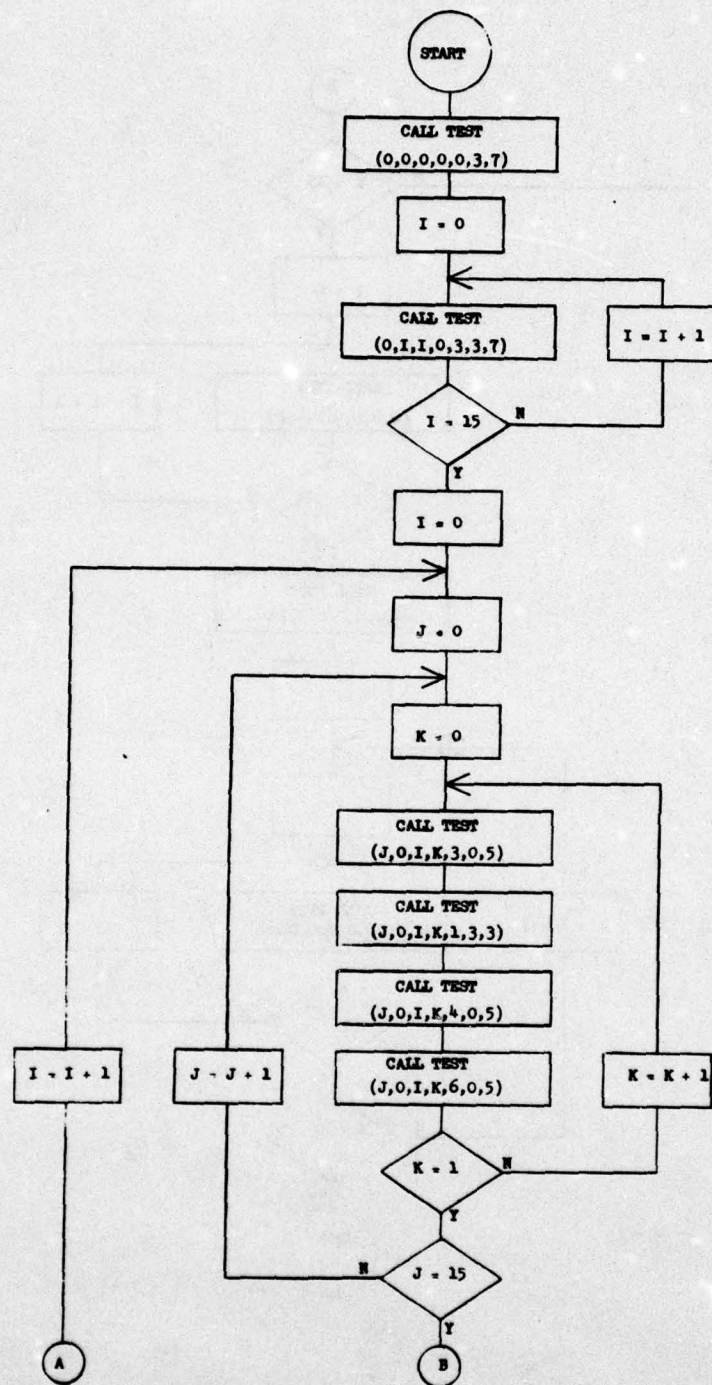 START
CALL TEST
(0,0,0,0,0,3,7)
I = 0
CALL TEST
(0,I,I,0,3,3,7)
I = I + 1
I = 15
N
Y
I = 0
J = 0
K = 0
CALL TEST
(J,0,I,K,3,0,5)
CALL TEST
(J,0,I,K,1,3,3)
CALL TEST
(J,0,I,K,4,0,5)
I = I + 1
J = J + 1
CALL TEST
(J,0,I,K,6,0,5)
K = K + 1
K = 1
N
Y
N
J = 15
Y
A
B